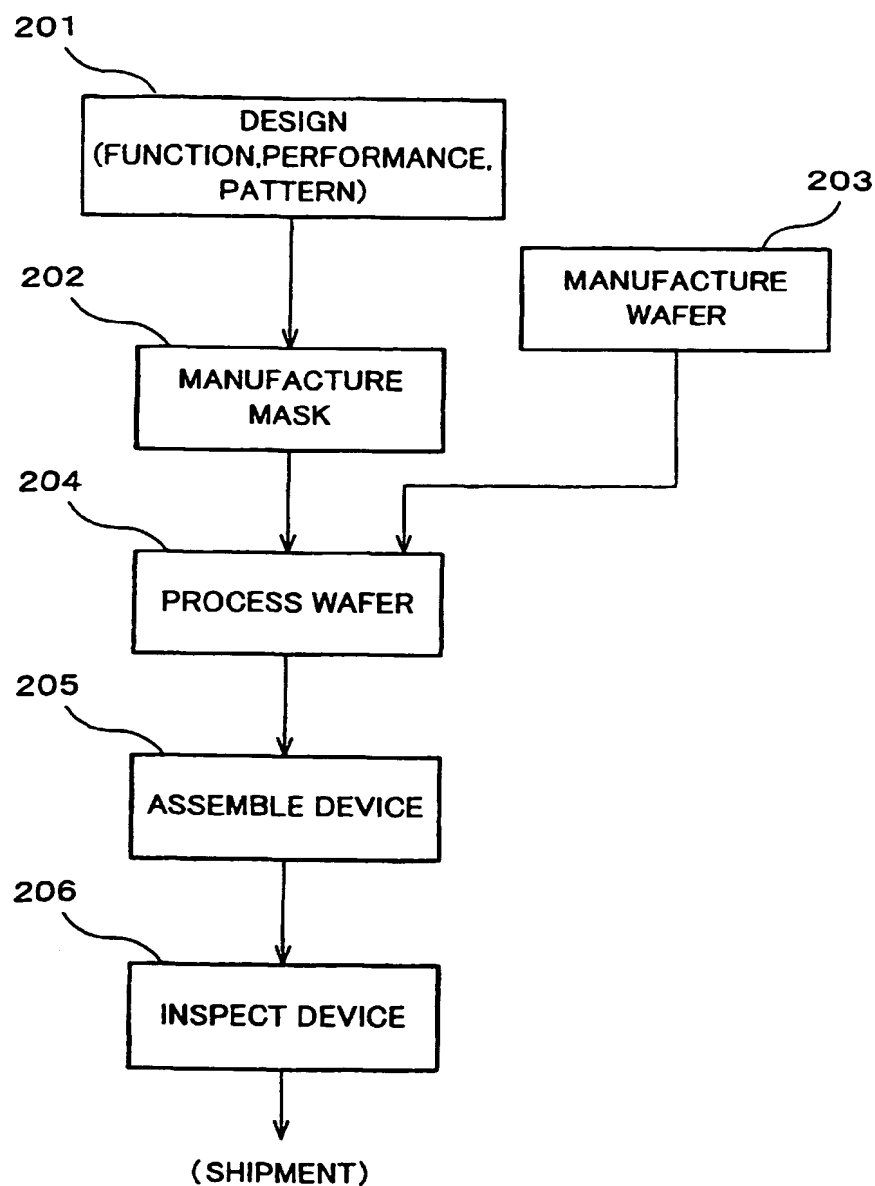 201
DESIGN
(FUNCTION,PERFORMANCE,
PATTERN)
203
MANUFACTURE
WAFER
202
MANUFACTURE
MASK
204
PROCESS WAFER
205
ASSEMBLE DEVICE
206
INSPECT DEVICE
(SHIPMENT)